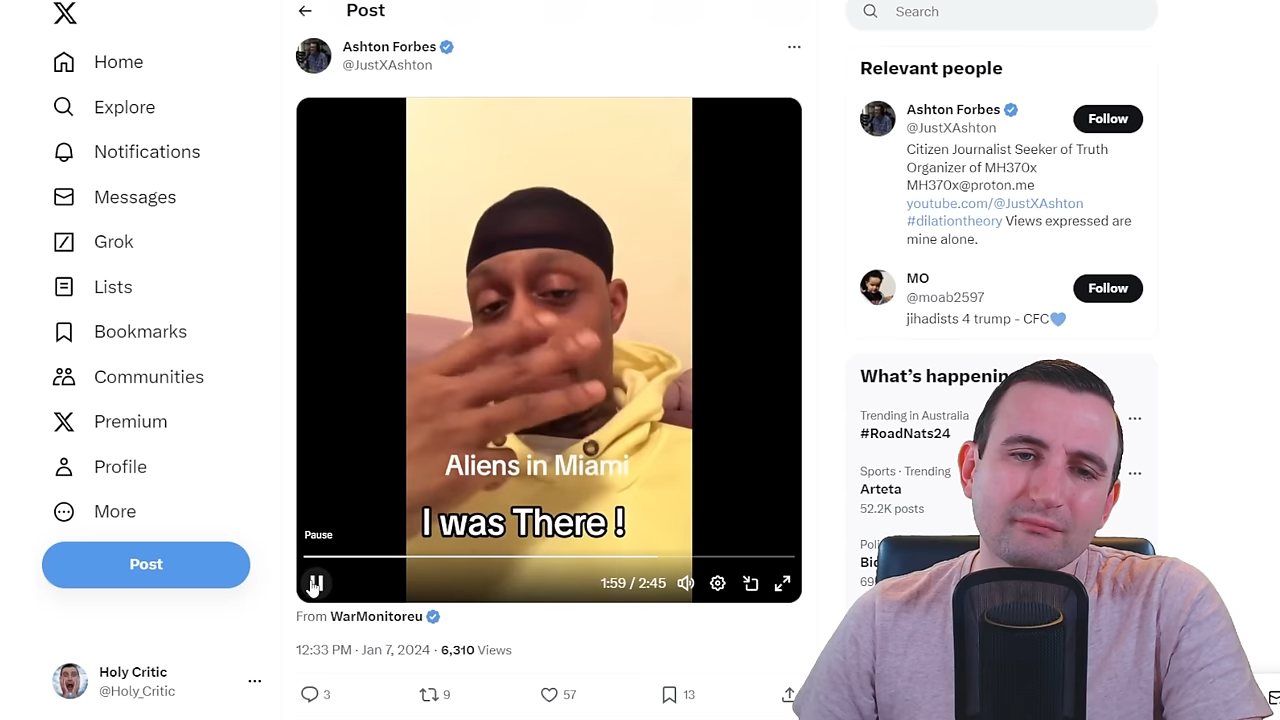 Home
Explore
Notifications
Messages
Grok
Lists
Bookmarks
Communities
Premium
Profile
More
Post
Holy Critic
@Holy_Critic
Post
Ashton Forbes
@JustXAshton
Aliens in Miami
I was There !
Pause
1:59 / 2:45
From WarMonitoreu
12:33 PM · Jan 7, 2024 · 6,310 Views
3
9
57
13
Search
Relevant people
Ashton Forbes
@JustXAshton
Follow
Citizen Journalist Seeker of Truth
Organizer of MH370x
MH370x@proton.me
youtube.com/@JustXAshton
#dilationtheory Views expressed are
mine alone.
MO
@moab2597
Follow
jihadists 4 trump - CFC💙
What's happenin
Trending in Australia
#RoadNats24
Sports · Trending
Arteta
52.2K posts